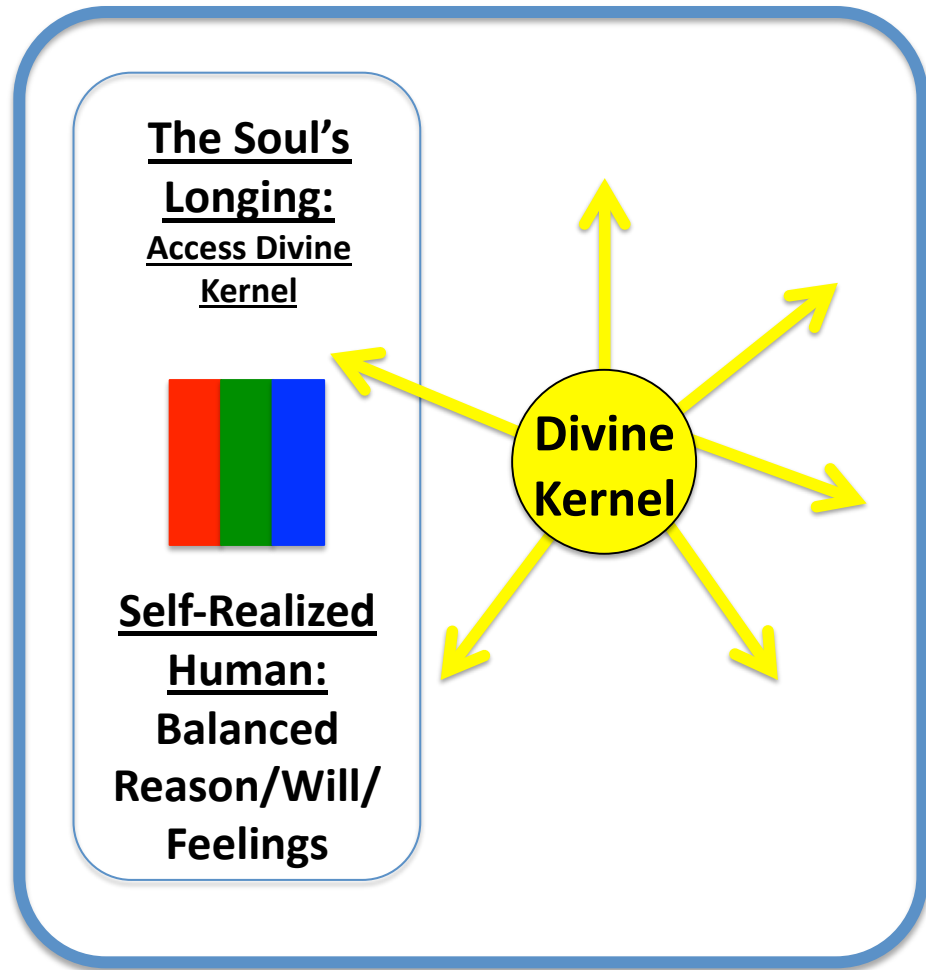 The Soul’s
Longing:
Access Divine
Kernel
Self-Realized
Human:
Balanced
Reason/Will/
Feelings
Divine
Kernel